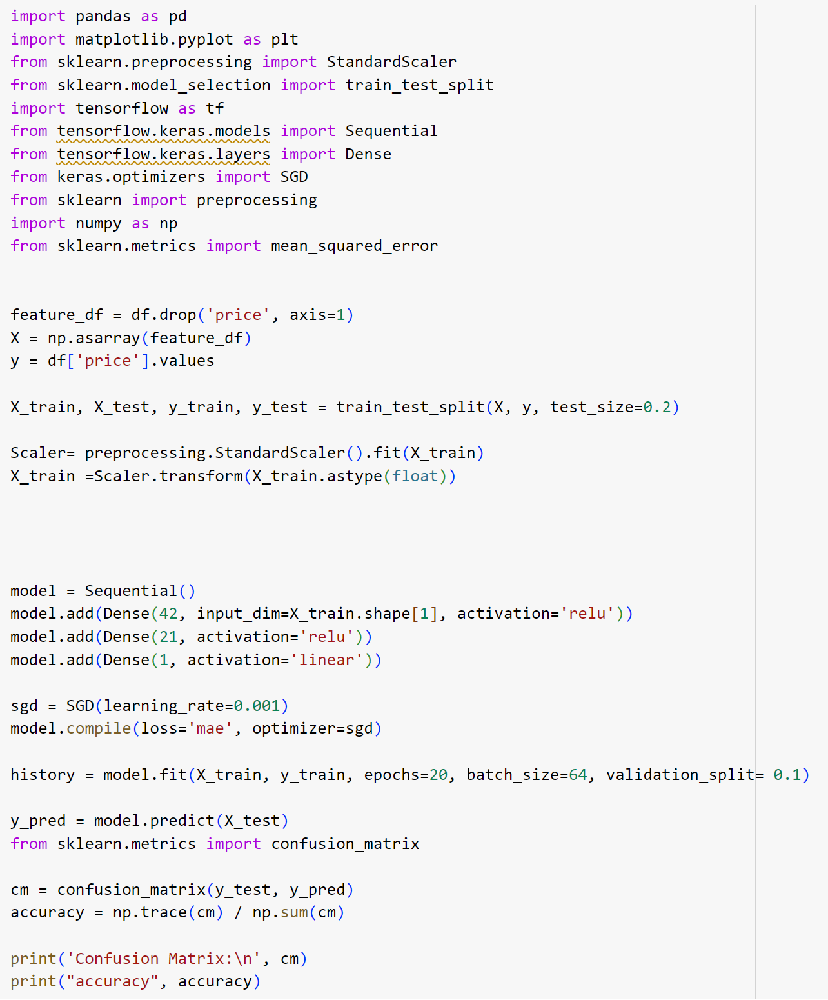 import pandas as pd
import matplotlib.pyplot as plt
from sklearn.preprocessing import StandardScaler
from sklearn.model_selection import train_test_split
import tensorflow as tf
from tensorflow.keras.models import Sequential
from tensorflow.keras.layers import Dense
from keras.optimizers import SGD
from sklearn import preprocessing
import numpy as np
from sklearn.metrics import mean_squared_error
feature_df = df.drop('price', axis=1)
X = np.asarray(feature_df)
y = df['price'].values
X_train, X_test, y_train, y_test = train_test_split(X, y, test_size=0.2)
Scaler= preprocessing.StandardScaler().fit(X_train)
X_train =Scaler.transform(X_train.astype(float))
model = Sequential()
model.add(Dense(42, input_dim=X_train.shape[1], activation='relu'))
model.add(Dense(21, activation='relu'))
model.add(Dense(1, activation='linear'))
sgd = SGD(learning_rate=0.001)
model.compile(loss='mae', optimizer=sgd)
history = model.fit(X_train, y_train, epochs=20, batch_size=64, validation_split= 0.1)
y_pred = model.predict(X_test)
from sklearn.metrics import confusion_matrix
cm = confusion_matrix(y_test, y_pred)
accuracy = np.trace(cm) / np.sum(cm)
print('Confusion Matrix:\n', cm)
print("accuracy", accuracy)